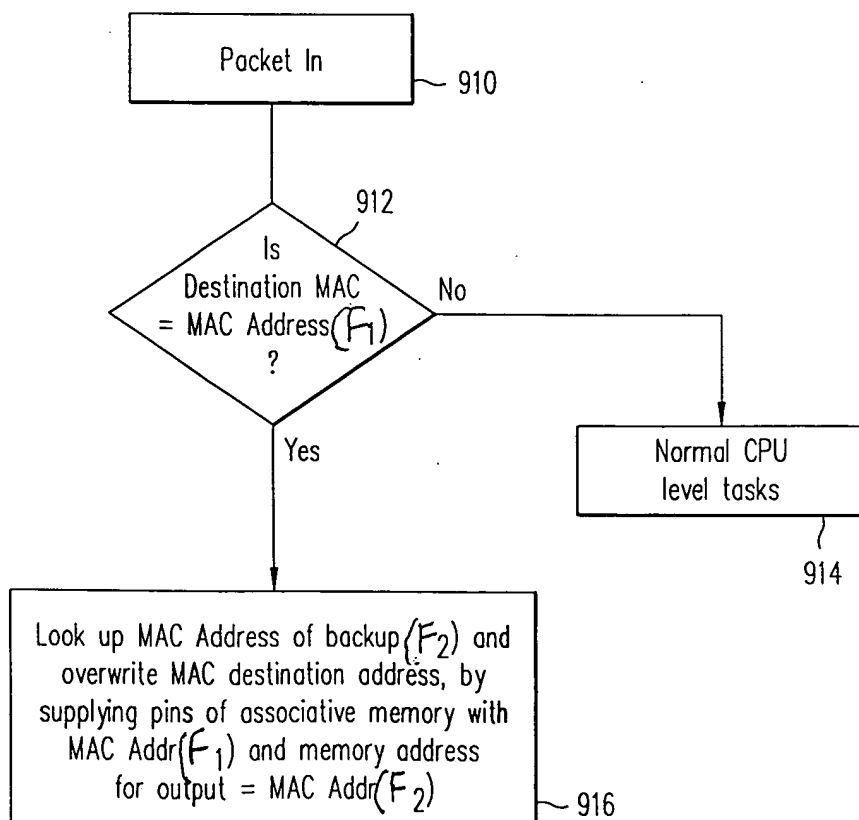 Packet In
910
912
Is
Destination MAC
= MAC Address(F1)
?
No
Yes
Normal CPU
level tasks
914
Look up MAC Address of backup(F2) and
overwrite MAC destination address, by
supplying pins of associative memory with
MAC Addr(F1) and memory address
for output = MAC Addr(F2)
916